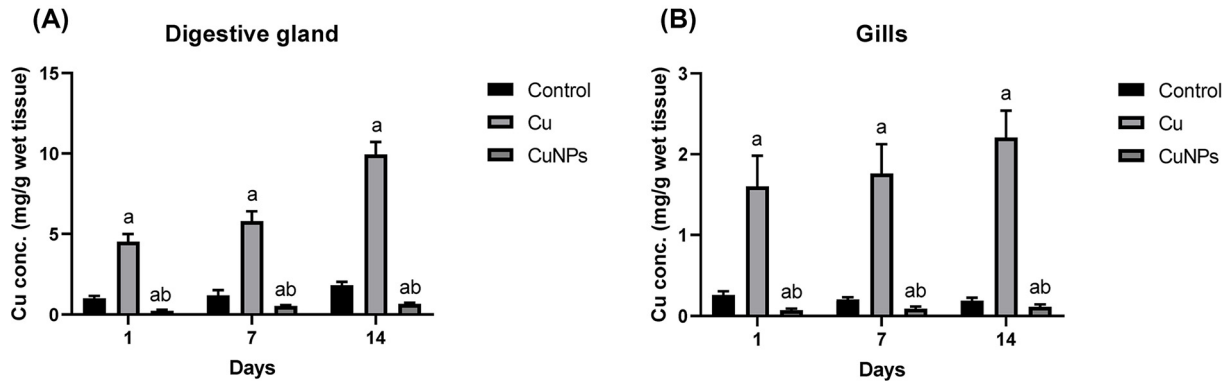 (A)
Digestive gland
Cu conc. (mg/g wet tissue)
15
10
5
0
a
a
a
ab
ab
ab
1
7
14
Days
Control
Cu
CuNPs
(B)
Gills
Cu conc. (mg/g wet tissue)
3
2
1
0
a
a
a
ab
ab
ab
1
7
14
Days
Control
Cu
CuNPs